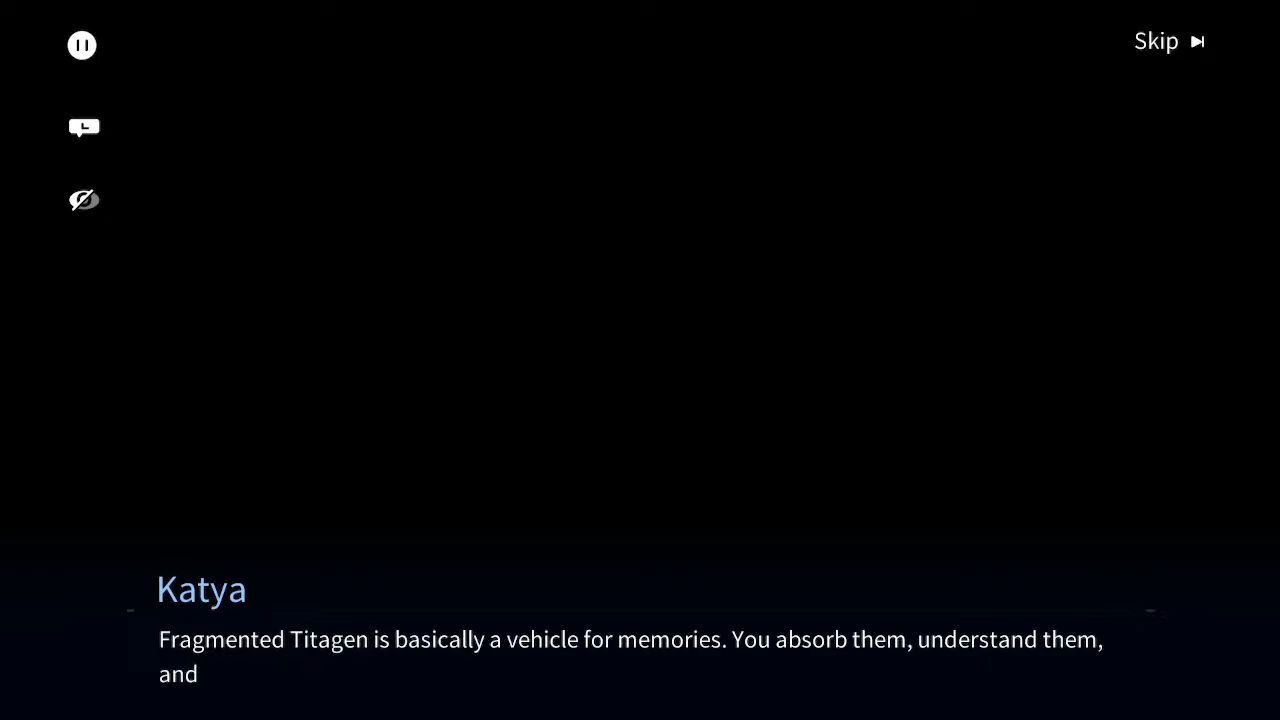 Skip
Katya
Fragmented Titagen is basically a vehicle for memories. You absorb them, understand them,
and